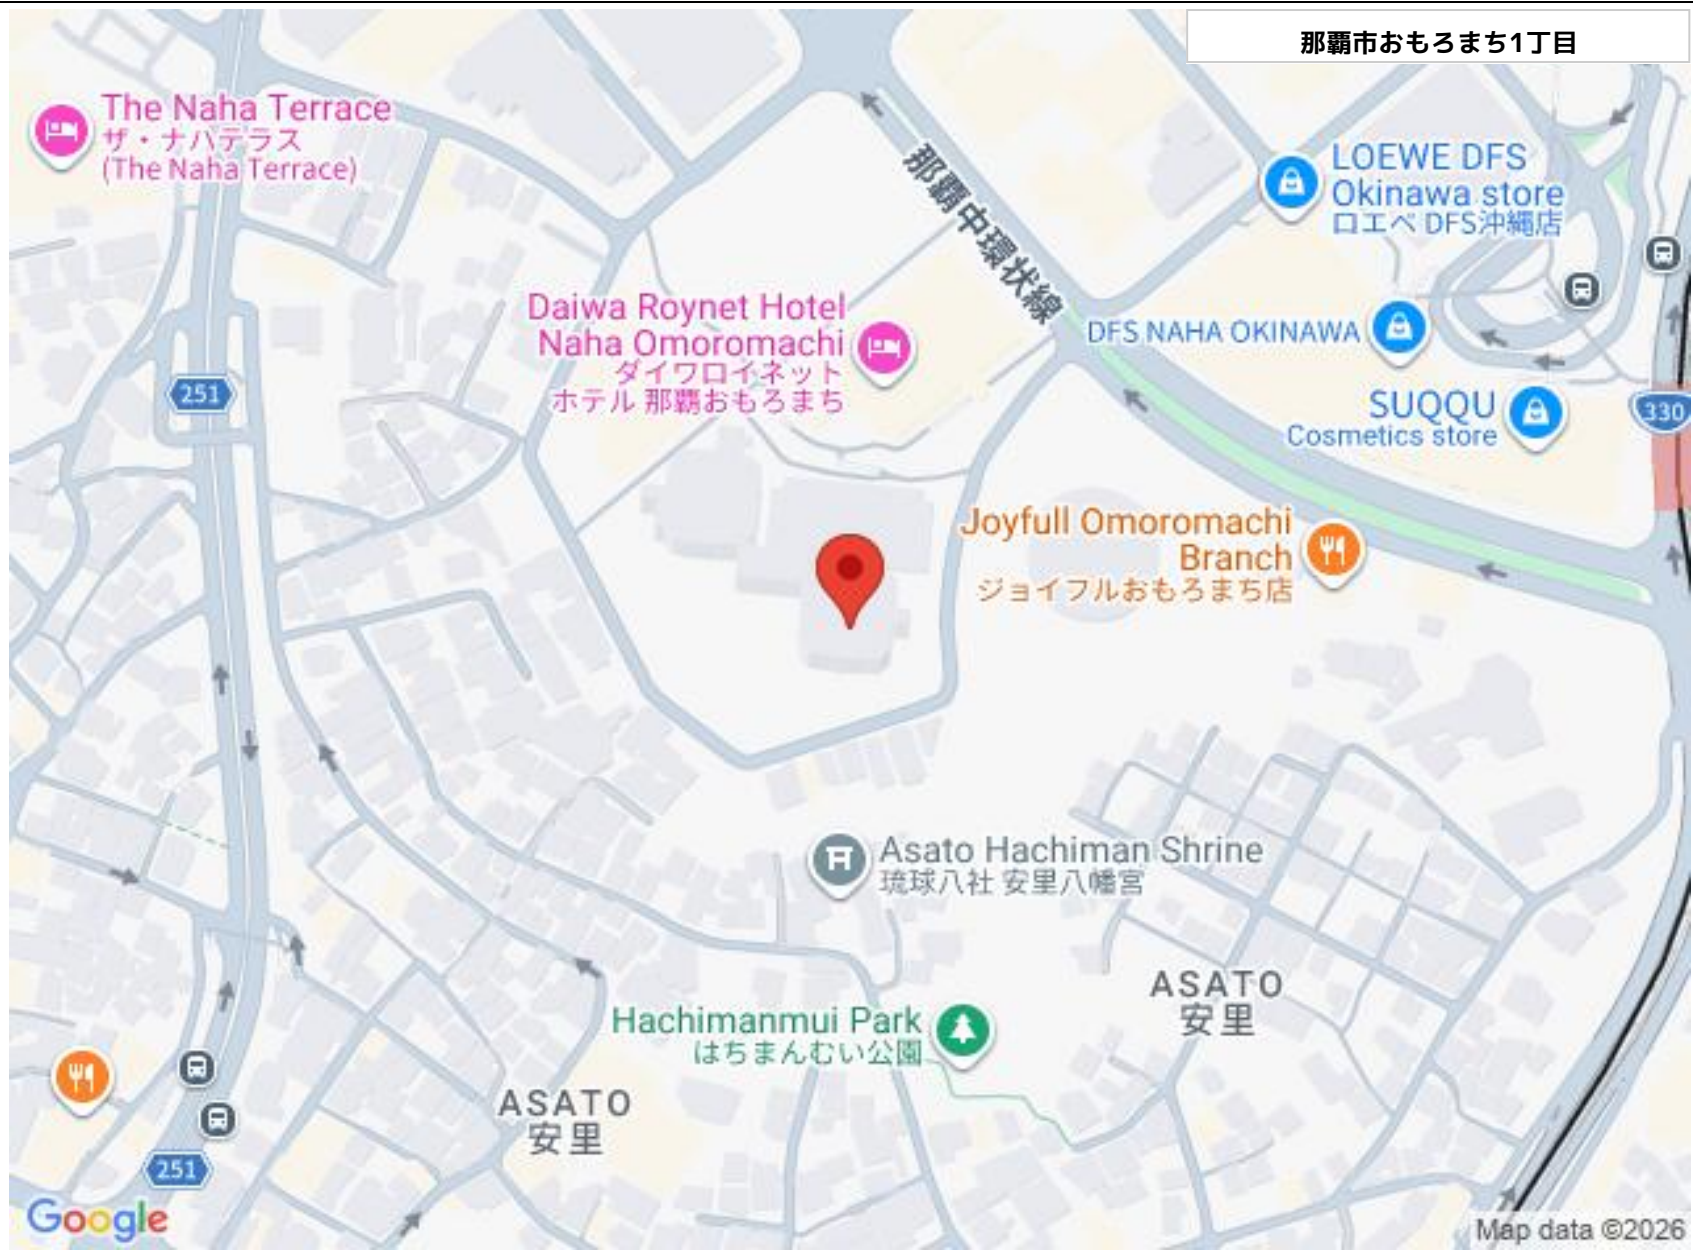 那覇市おもろまち1丁目
The Naha Terrace
ザ・ナハテラス
(The Naha Terrace)
那覇中環状線
LOEWE DFS
Okinawa store
ロエベ DFS沖縄店
Daiwa Roynet Hotel
Naha Omoromachi
ダイワロイネット
ホテル 那覇おもろまち
DFS NAHA OKINAWA
251
SUQQU
Cosmetics store
330
Joyfull Omoromachi
Branch
ジョイフルおもろまち店
Asato Hachiman Shrine
琉球八社 安里八幡宮
ASATO
安里
Hachimanmui Park
はちまんむい公園
ASATO
安里
251
Google
Map data ©2026